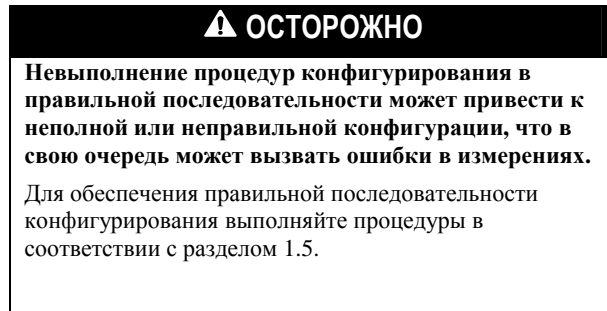 ОСТОРОЖНО
Невыполнение процедур конфигурирования в
правильной последовательности может привести к
неполной или неправильной конфигурации, что в
свою очередь может вызвать ошибки в измерениях.
Для обеспечения правильной последовательности
конфигурирования выполняйте процедуры в
соответствии с разделом 1.5.